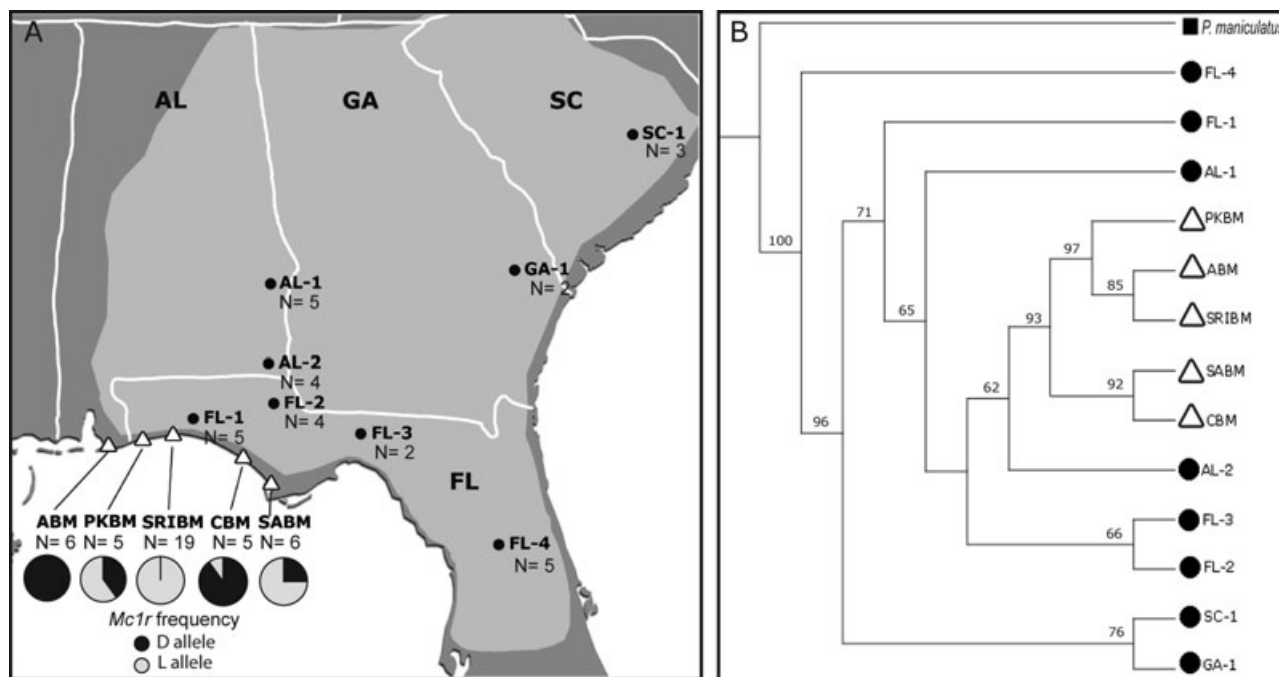 A
AL
GA
SC
SC-1
N= 3
GA-1
N= 2
AL-1
N= 5
AL-2
N= 4
FL-2
N= 4
FL-1
N= 5
FL-3
N= 2
FL
FL-4
N= 5
ABM PKBM SRIBM CBM SABM
N= 6 N= 5 N= 19 N= 5 N= 6
Mc1r frequency
D allele
L allele
B
P. maniculatus
FL-4
FL-1
AL-1
PKBM
ABM
SRIBM
SABM
CBM
AL-2
FL-3
FL-2
SC-1
GA-1
100
96
71
65
62
93
97
85
92
66
76